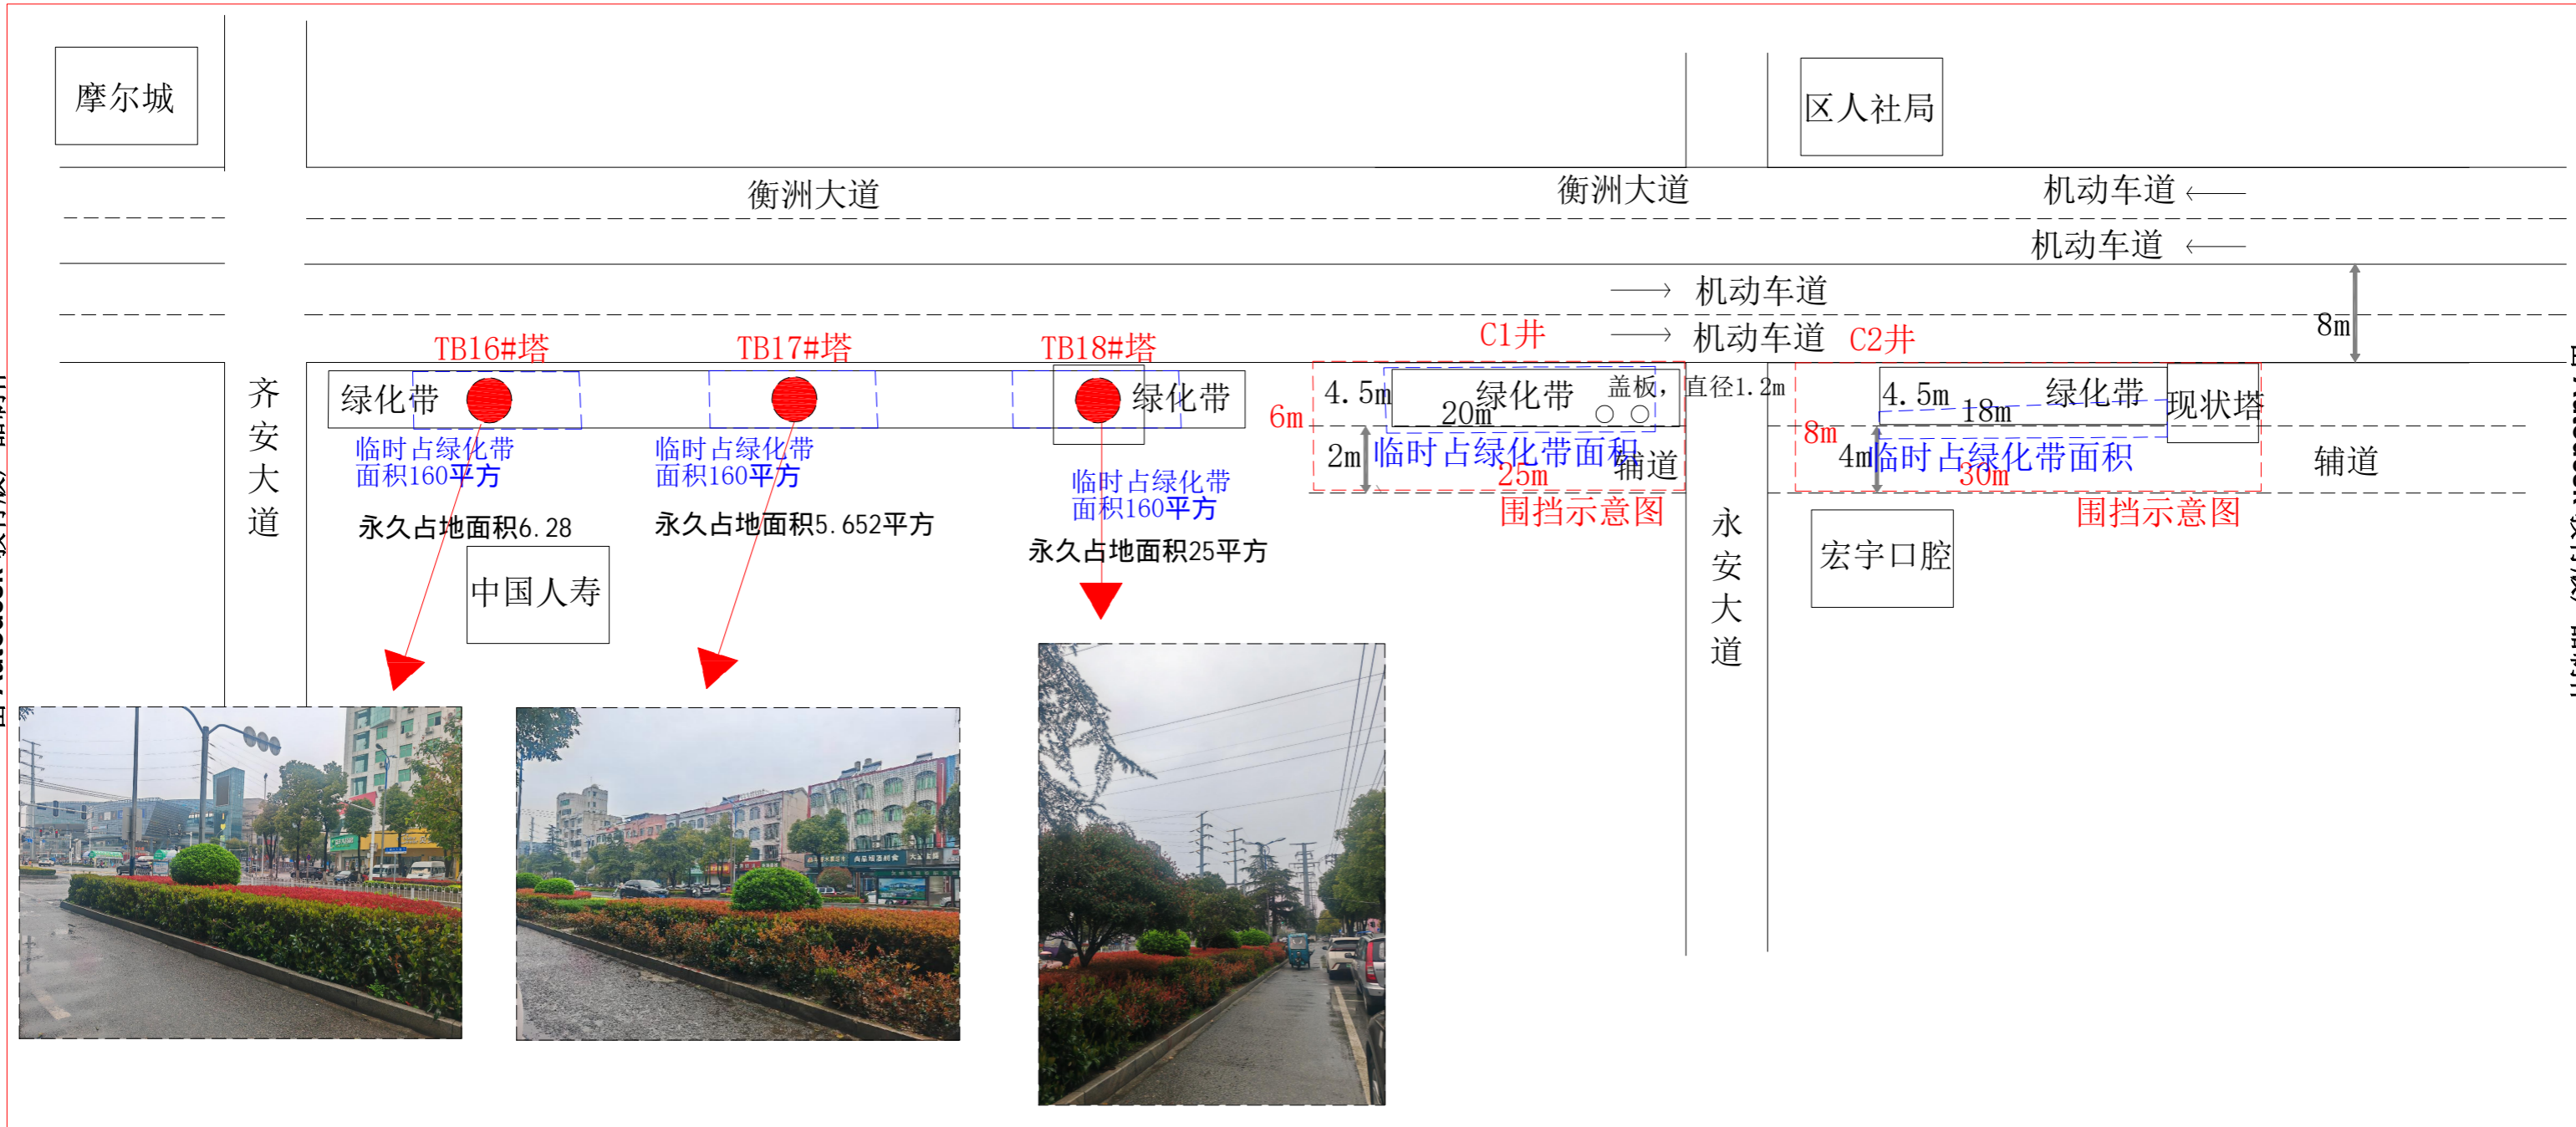 摩尔城
区人社局
衡洲大道
衡洲大道
机动车道
机动车道
机动车道
机动车道
8m
TB16#塔
TB17#塔
TB18#塔
C1井
C2井
齐安大道
绿化带
绿化带
4.5m
绿化带
20m
盖板，直径1.2m
6m
2m
临时占绿化带面积
25m
辅道
围挡示意图
4.5m
18m
绿化带
现状塔
8m
4m
临时占绿化带面积
30m
辅道
围挡示意图
临时占绿化带
面积160平方
临时占绿化带
面积160平方
临时占绿化带
面积160平方
永久占地面积6.28
永久占地面积5.652平方
永久占地面积25平方
中国人寿
永安大道
宏宇口腔